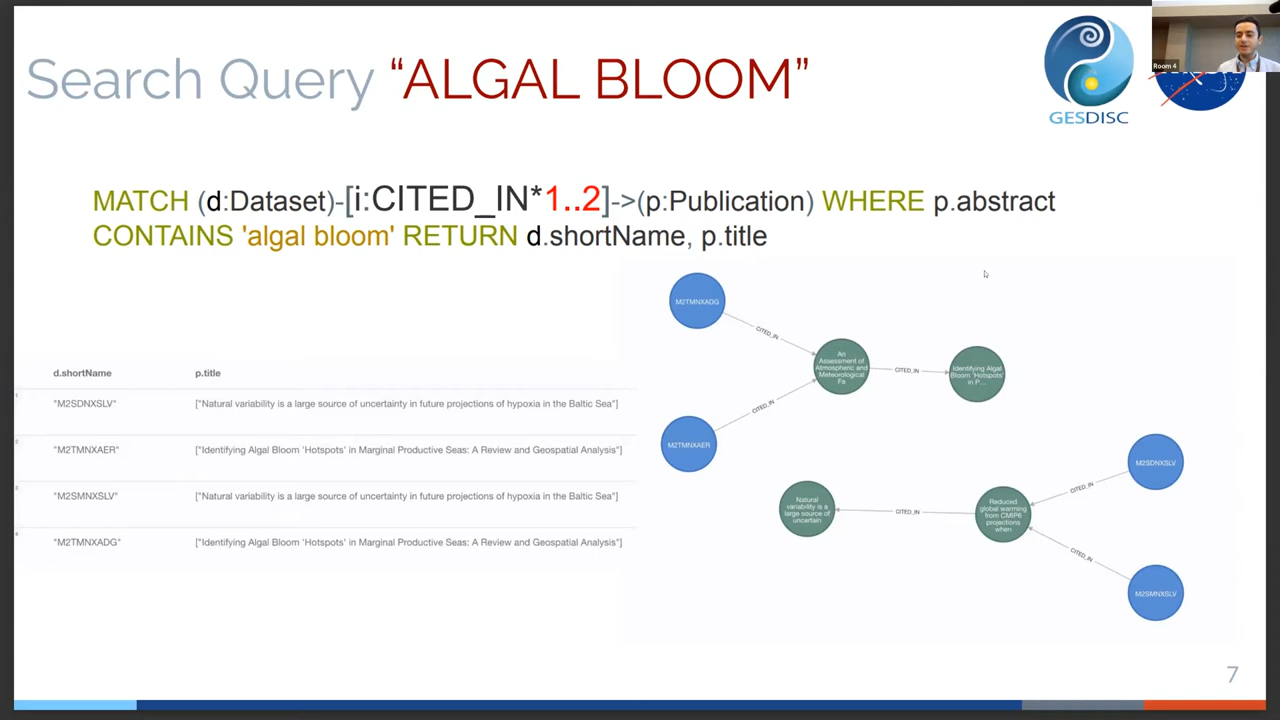 Search Query “ALGAL BLOOM”
Room 4
GESDISC
MATCH (d:Dataset)-[i:CITED_IN*1..2]->(p:Publication) WHERE p.abstract
CONTAINS 'algal bloom' RETURN d.shortName, p.title
d.shortName p.title
1 "M2SDNXSLV" ["Natural variability is a large source of uncertainty in future projections of hypoxia in the Baltic Sea"]
2 "M2TMNXAER" ["Identifying Algal Bloom 'Hotspots' in Marginal Productive Seas: A Review and Geospatial Analysis"]
3 "M2SMNXSLV" ["Natural variability is a large source of uncertainty in future projections of hypoxia in the Baltic Sea"]
4 "M2TMNXADG" ["Identifying Algal Bloom 'Hotspots' in Marginal Productive Seas: A Review and Geospatial Analysis"]
M2TMNXADG
CITED_IN
An
Assessment of
Atmospheric and
Meteorological
Fa
CITED_IN
Identifying Algal
Bloom 'Hotspots'
in P...
CITED_IN
M2TMNXAER
M2SDNXSLV
CITED_IN
Natural
variability is a
large source of
uncertain
CITED_IN
Reduced
global warming
from CMIP6
projections
when
CITED_IN
M2SMNXSLV
7